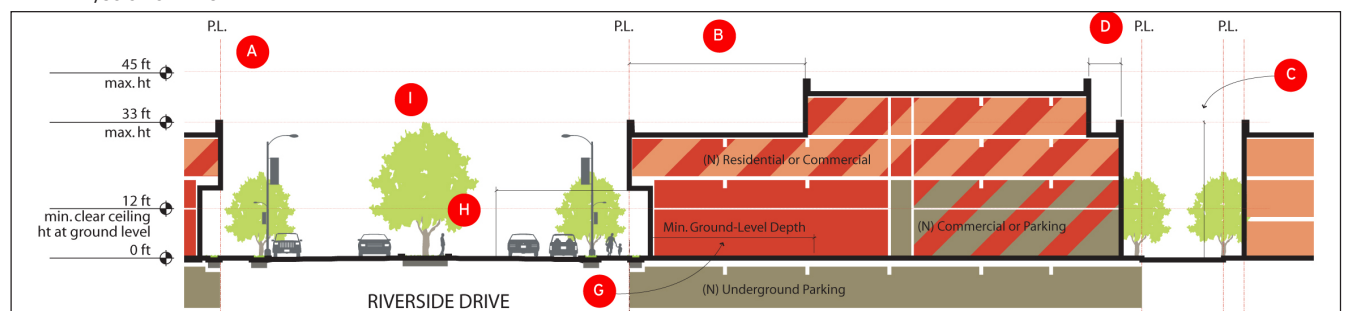 P.L.
A
45 ft
max. ht
33 ft
max. ht
12 ft
min. clear ceiling
ht at ground level
0 ft
I
H
P.L.
B
D
P.L.
P.L.
C
(N) Residential or Commercial
Min. Ground-Level Depth
(N) Commercial or Parking
G
(N) Underground Parking
RIVERSIDE DRIVE